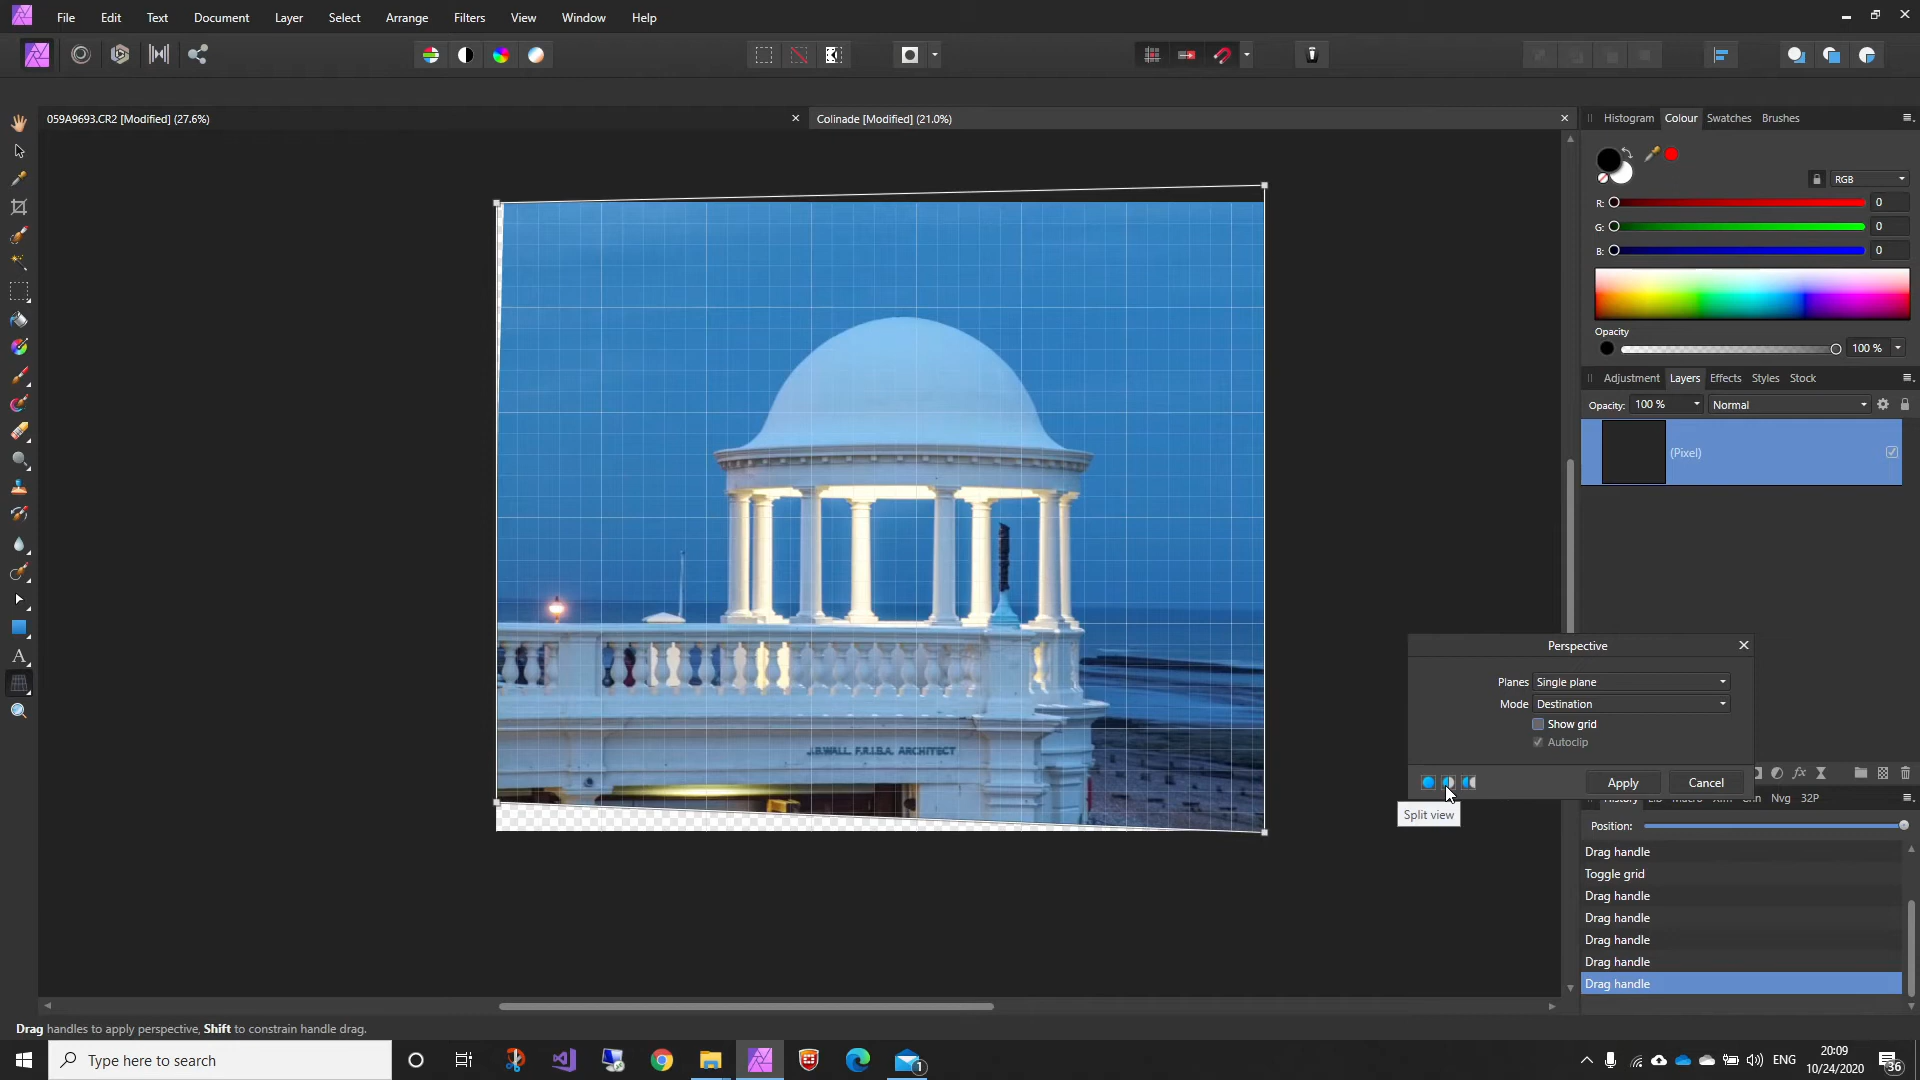 File Edit Text Document Layer Select Arrange Filters View Window Help
059A9693.CR2 [Modified] (27.6%)
Colinade [Modified] (21.0%)
Histogram Colour Swatches Brushes
RGB
R: 0
G: 0
B: 0
Opacity
100 %
Adjustment Layers Effects Styles Stock
Opacity: 100 % Normal
(Pixel)
J.B.WALL. F.R.I.B.A. ARCHITECT
Perspective
Planes Single plane
Mode Destination
Show grid
Autoclip
Apply Cancel
Split view
Nvg 32P
Position:
Drag handle
Toggle grid
Drag handle
Drag handle
Drag handle
Drag handle
Drag handle
Drag handles to apply perspective, Shift to constrain handle drag.
Type here to search
1
ENG
20:09
10/24/2020
36